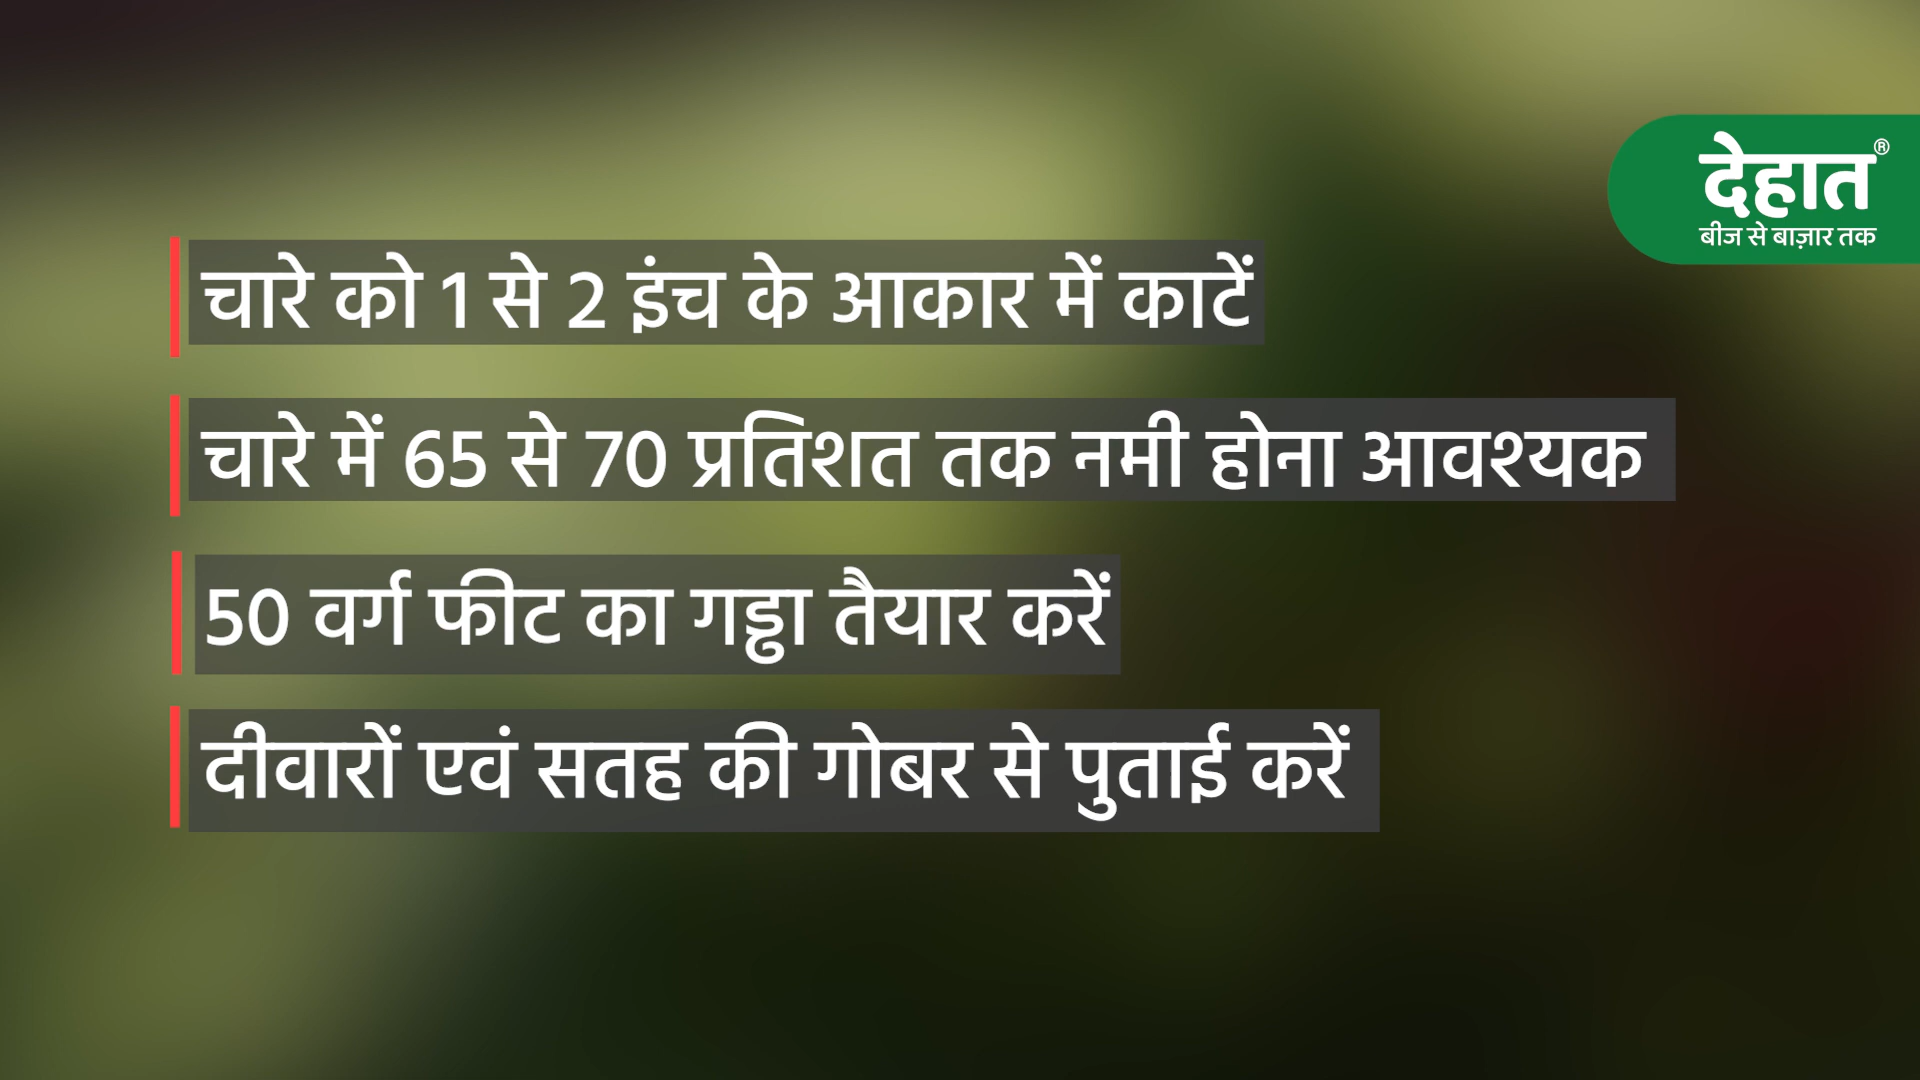 देहात®
बीज से बाज़ार तक
चारे को 1 से 2 इंच के आकार में काटें
चारे में 65 से 70 प्रतिशत तक नमी होना आवश्यक
50 वर्ग फीट का गड्ढा तैयार करें
दीवारों एवं सतह की गोबर से पुताई करें